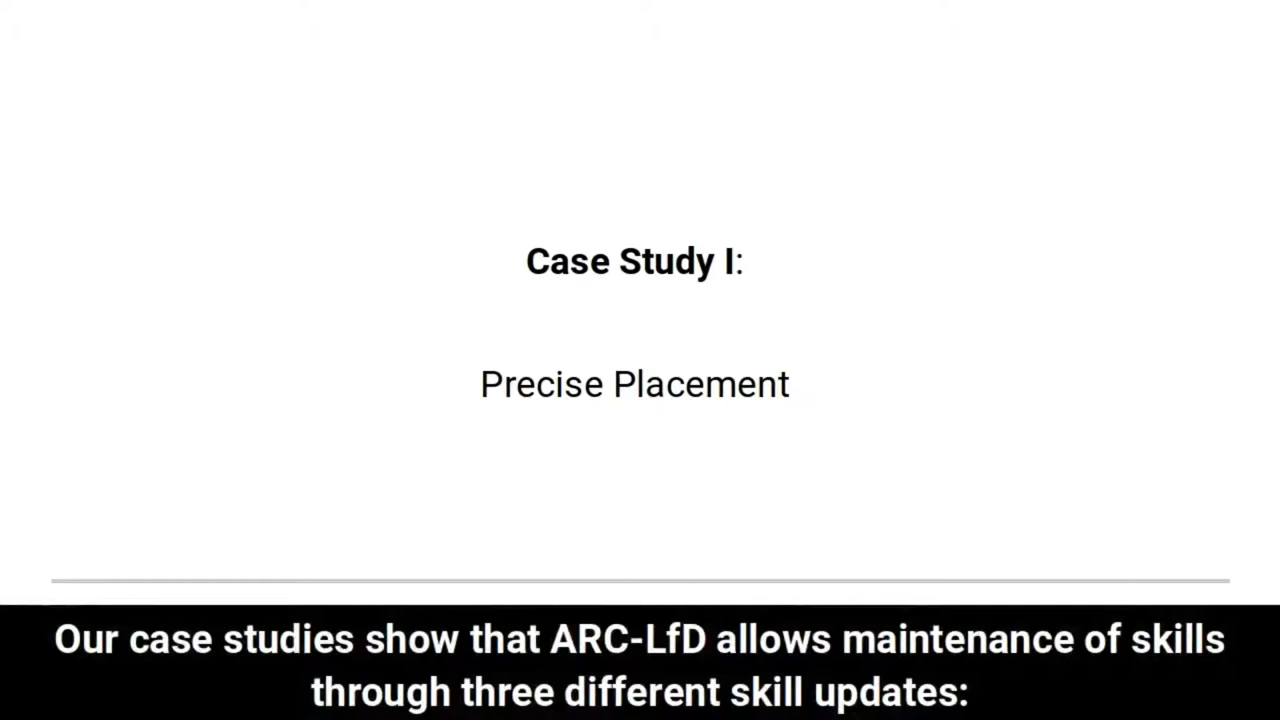 Case Study I:
Precise Placement
Our case studies show that ARC-LfD allows maintenance of skills
through three different skill updates: